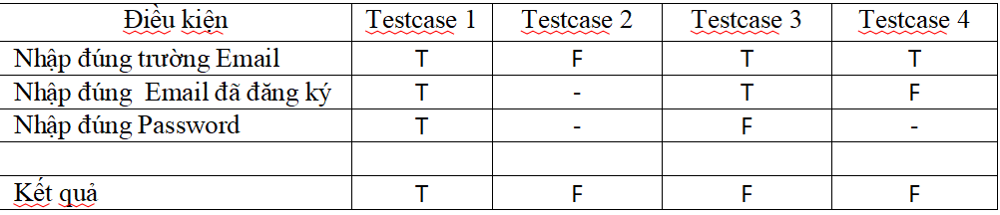 Điều kiện Testcase 1 Testcase 2 Testcase 3 Testcase 4
Nhập đúng trường Email T F T T
Nhập đúng Email đã đăng ký T - T F
Nhập đúng Password T - F -
Kết quả T F F F